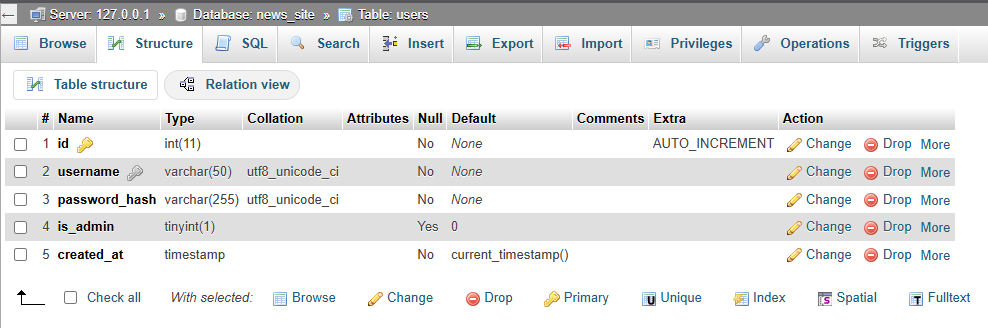 ← Server: 127.0.0.1 » Database: news_site » Table: users
Browse Structure SQL Search Insert Export Import Privileges Operations Triggers
Table structure Relation view
# Name Type Collation Attributes Null Default Comments Extra Action
1 id int(11) No None AUTO_INCREMENT Change Drop More
2 username varchar(50) utf8_unicode_ci No None Change Drop More
3 password_hash varchar(255) utf8_unicode_ci No None Change Drop More
4 is_admin tinyint(1) Yes 0 Change Drop More
5 created_at timestamp No current_timestamp() Change Drop More
Check all With selected: Browse Change Drop Primary U Unique Index S Spatial T Fulltext